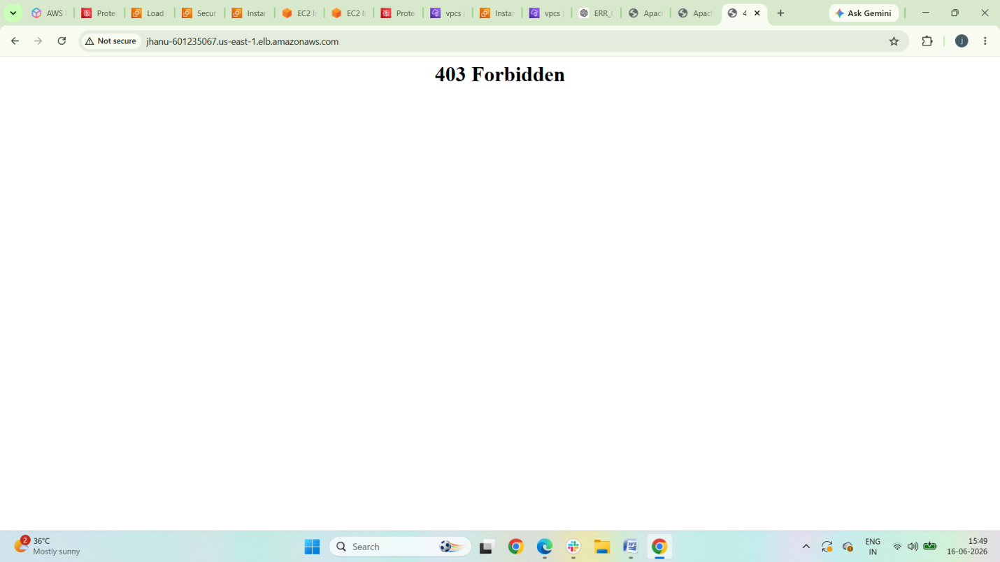 AWS
Prote
Load
Secur
Instar
EC2 I
EC2 I
Prote
vpcs
Instar
vpcs
ERR_
Apac
Apac
4
Ask Gemini
Not secure
jhanu-601235067.us-east-1.elb.amazonaws.com
j
403 Forbidden
2
36°C
Mostly sunny
Search
ENG
IN
15:49
16-06-2026